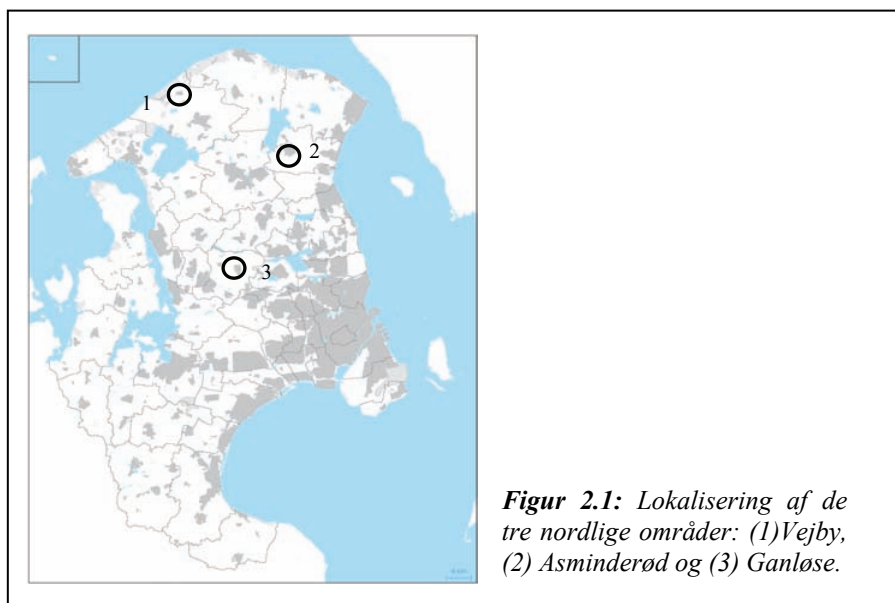 1
2
3
Figur 2.1: Lokalisering af de
tre nordlige områder: (1)Vejby,
(2) Asminderød og (3) Ganløse.